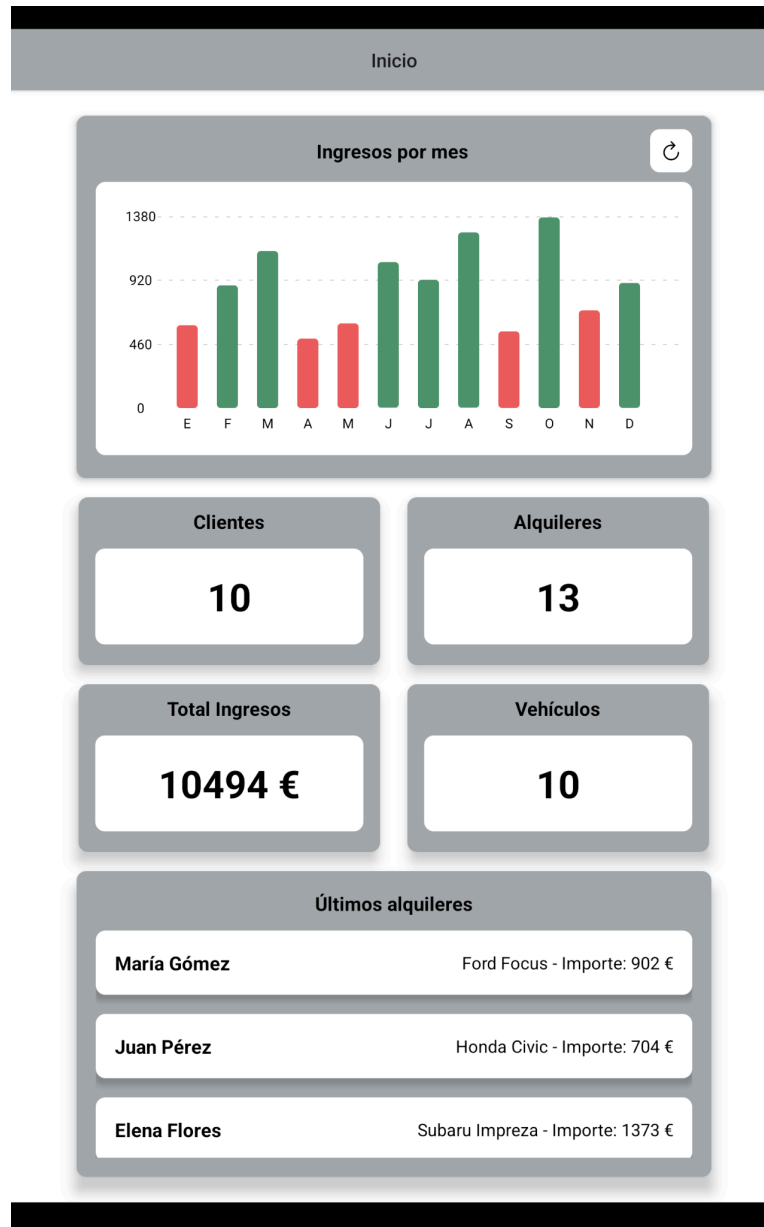 Inicio
Ingresos por mes
1380
920
460
0
E F M A M J J A S O N D
Clientes
10
Alquileres
13
Total Ingresos
10494 €
Vehículos
10
Últimos alquileres
María Gómez Ford Focus - Importe: 902 €
Juan Pérez Honda Civic - Importe: 704 €
Elena Flores Subaru Impreza - Importe: 1373 €